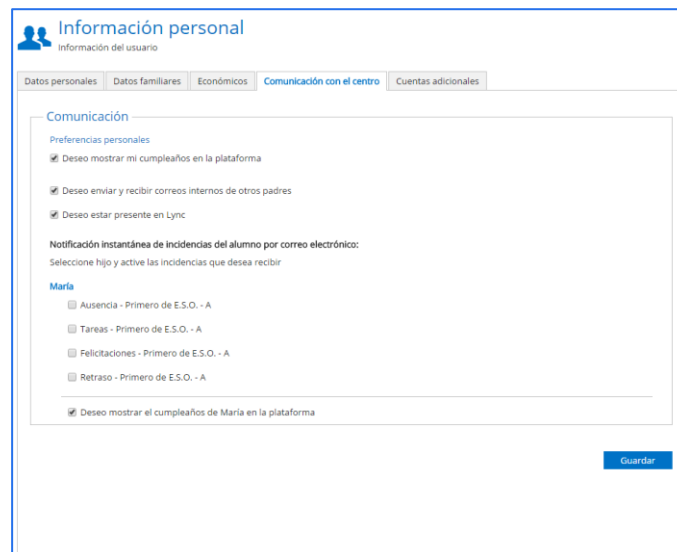 Información personal
Información del usuario
Datos personales Datos familiares Económicos Comunicación con el centro Cuentas adicionales
Comunicación
Preferencias personales
Deseo mostrar mi cumpleaños en la plataforma
Deseo enviar y recibir correos internos de otros padres
Deseo estar presente en Lync
Notificación instantánea de incidencias del alumno por correo electrónico:
Seleccione hijo y active las incidencias que desea recibir
María
Ausencia - Primero de E.S.O. - A
Tareas - Primero de E.S.O. - A
Felicitaciones - Primero de E.S.O. - A
Retraso - Primero de E.S.O. - A
Deseo mostrar el cumpleaños de María en la plataforma
Guardar